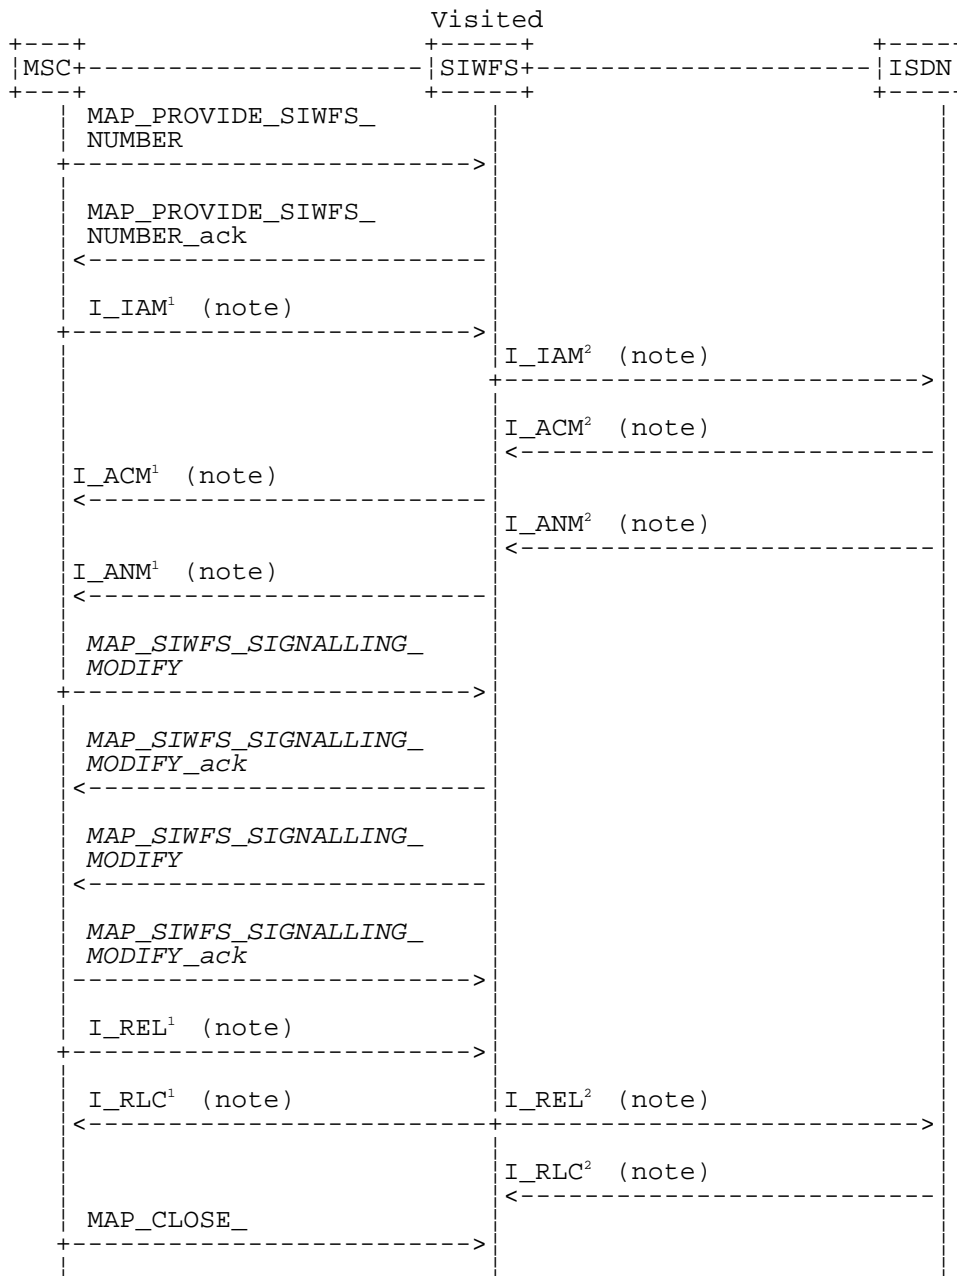 Visited
MSC SIWFS ISDN
MAP_PROVIDE_SIWFS_
NUMBER
MAP_PROVIDE_SIWFS_
NUMBER_ack
I_IAM¹ (note)
I_IAM² (note)
I_ACM² (note)
I_ACM¹ (note)
I_ANM² (note)
I_ANM¹ (note)
MAP_SIWFS_SIGNALLING_
MODIFY
MAP_SIWFS_SIGNALLING_
MODIFY_ack
MAP_SIWFS_SIGNALLING_
MODIFY
MAP_SIWFS_SIGNALLING_
MODIFY_ack
I_REL¹ (note)
I_RLC¹ (note) I_REL² (note)
I_RLC² (note)
MAP_CLOSE_